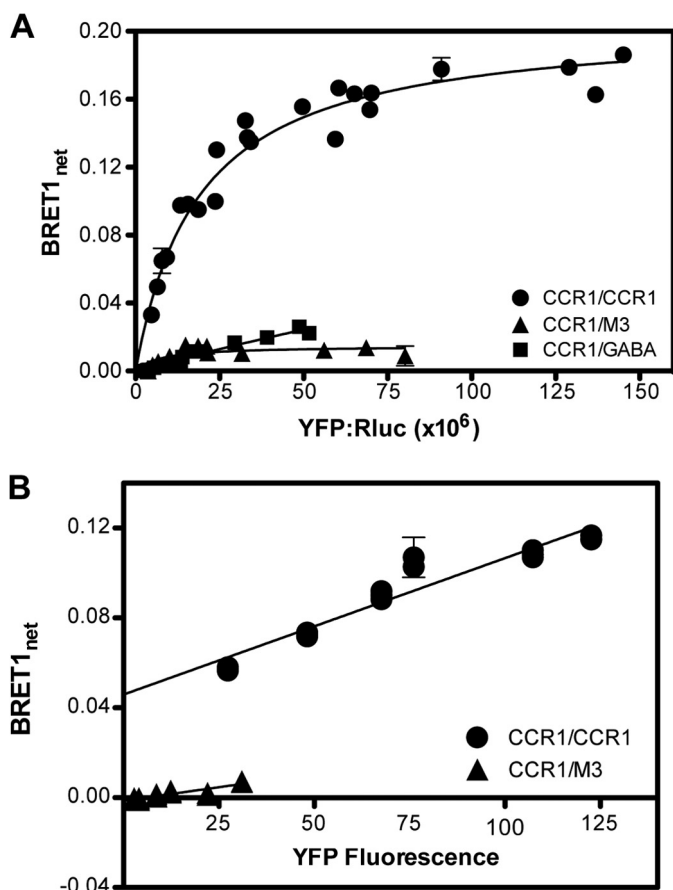 A
BRET1net
0.20
0.16
0.12
0.08
0.04
0.00
CCR1/CCR1
CCR1/M3
CCR1/GABA
0 25 50 75 100 125 150
YFP:Rluc (x10⁶)
B
BRET1net
0.12
0.08
0.04
0.00
-0.04
CCR1/CCR1
CCR1/M3
25 50 75 100 125
YFP Fluorescence